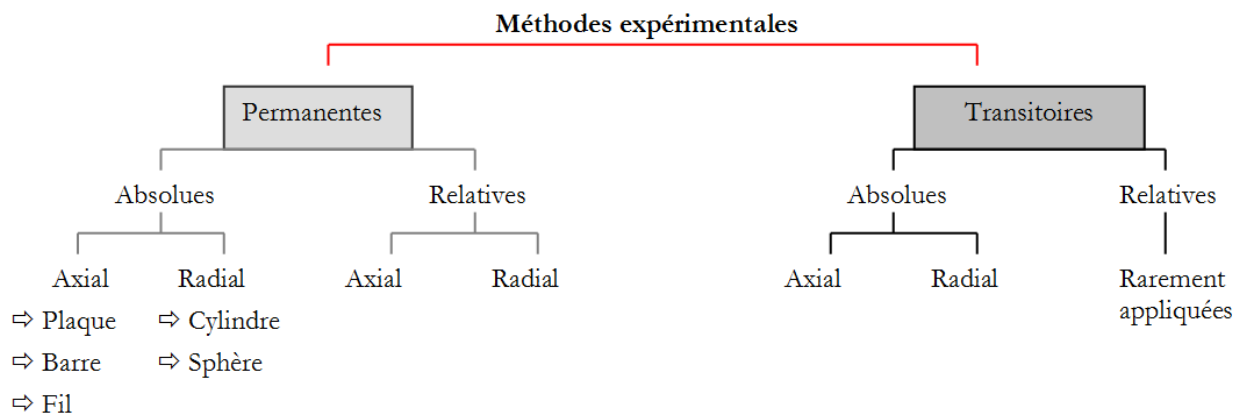 Méthodes expérimentales
Permanentes
Transitoires
Absolues
Relatives
Absolues
Relatives
Axial
Radial
Axial
Radial
Axial
Radial
Rarement
appliquées
⇨ Plaque
⇨ Cylindre
⇨ Barre
⇨ Sphère
⇨ Fil